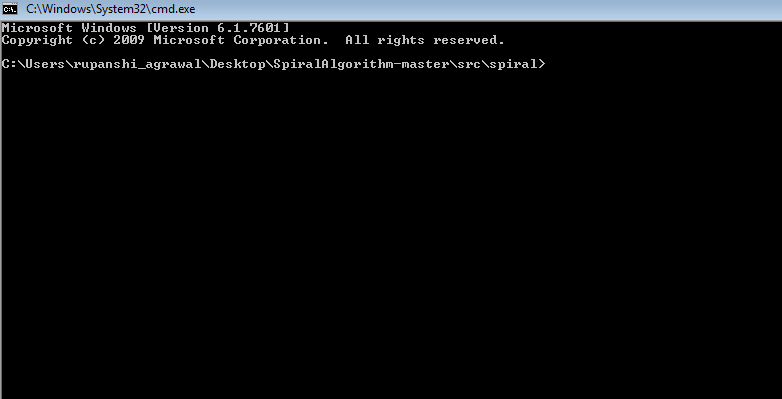 C:\Windows\System32\cmd.exe
Microsoft Windows [Version 6.1.7601]
Copyright (c) 2009 Microsoft Corporation.  All rights reserved.
C:\Users\rupanshi_agrawal\Desktop\SpiralAlgorithm-master\src\spiral>